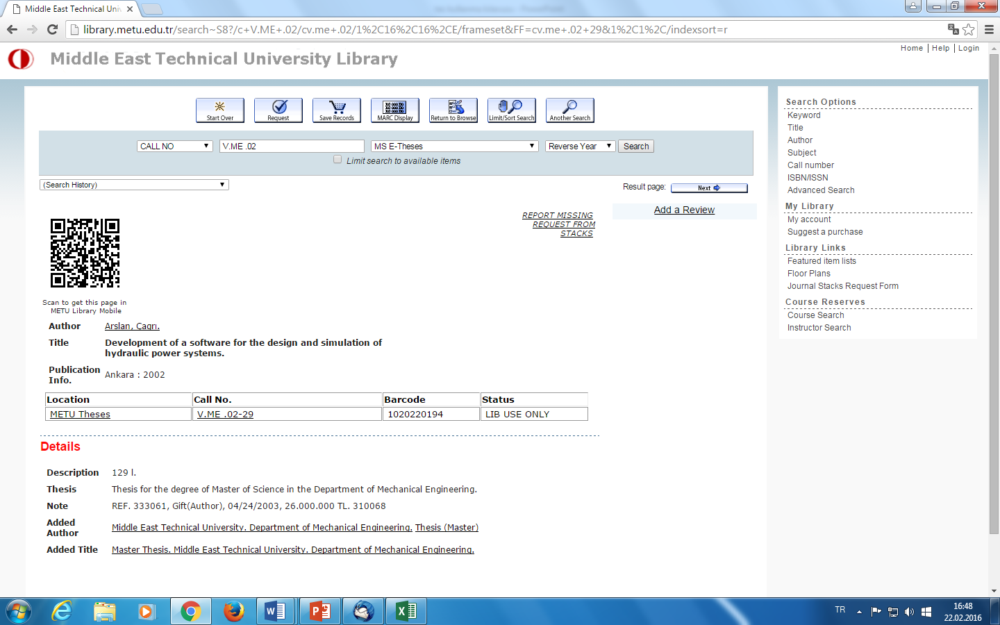 Middle East Technical Univ
library.metu.edu.tr/search~S8?/c+V.ME+.02/cv.me+.02/1%2C16%2C16%2CE/frameset&FF=cv.me+.02+29&1%2C1%2C/indexsort=r
Middle East Technical University Library
Home | Help | Login
Start Over
Request
Save Records
MARC Display
Return to Browse
Limit/Sort Search
Another Search
CALL NO V.ME .02 MS E-Theses Reverse Year Search
Limit search to available items
(Search History)
Result page: Next
Add a Review
REPORT MISSING
REQUEST FROM
STACKS
Scan to get this page in
METU Library Mobile
Author Arslan, Çağrı.
Title Development of a software for the design and simulation of
hydraulic power systems.
Publication
Info. Ankara : 2002
Location Call No. Barcode Status
METU Theses V.ME .02-29 1020220194 LIB USE ONLY
Details
Description 129 l.
Thesis Thesis for the degree of Master of Science in the Department of Mechanical Engineering.
Note REF. 333061, Gift(Author), 04/24/2003, 26.000.000 TL. 310068
Added
Author Middle East Technical University. Department of Mechanical Engineering. Thesis (Master)
Added Title Master Thesis. Middle East Technical University. Department of Mechanical Engineering.
Search Options
Keyword
Title
Author
Subject
Call number
ISBN/ISSN
Advanced Search
My Library
My account
Suggest a purchase
Library Links
Featured item lists
Floor Plans
Journal Stacks Request Form
Course Reserves
Course Search
Instructor Search
TR
16:48
22.02.2016